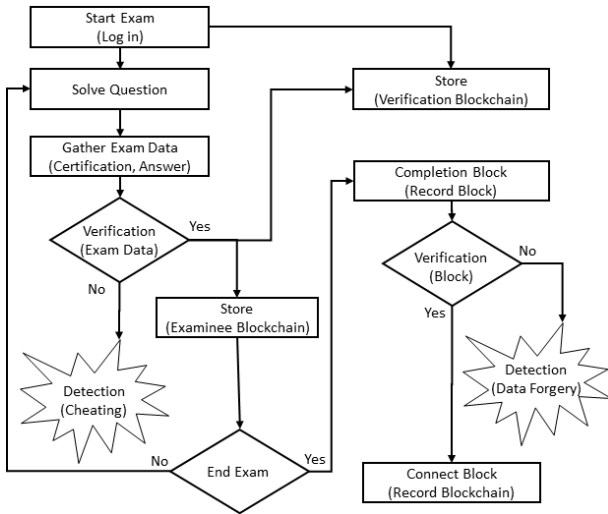 Start Exam
(Log in)
Solve Question
Store
(Verification Blockchain)
Gather Exam Data
(Certification, Answer)
Completion Block
(Record Block)
Verification
(Exam Data)
Yes
No
Verification
(Block)
No
Yes
Store
(Examinee Blockchain)
Detection
(Cheating)
Detection
(Data Forgery)
No
End Exam
Yes
Connect Block
(Record Blockchain)